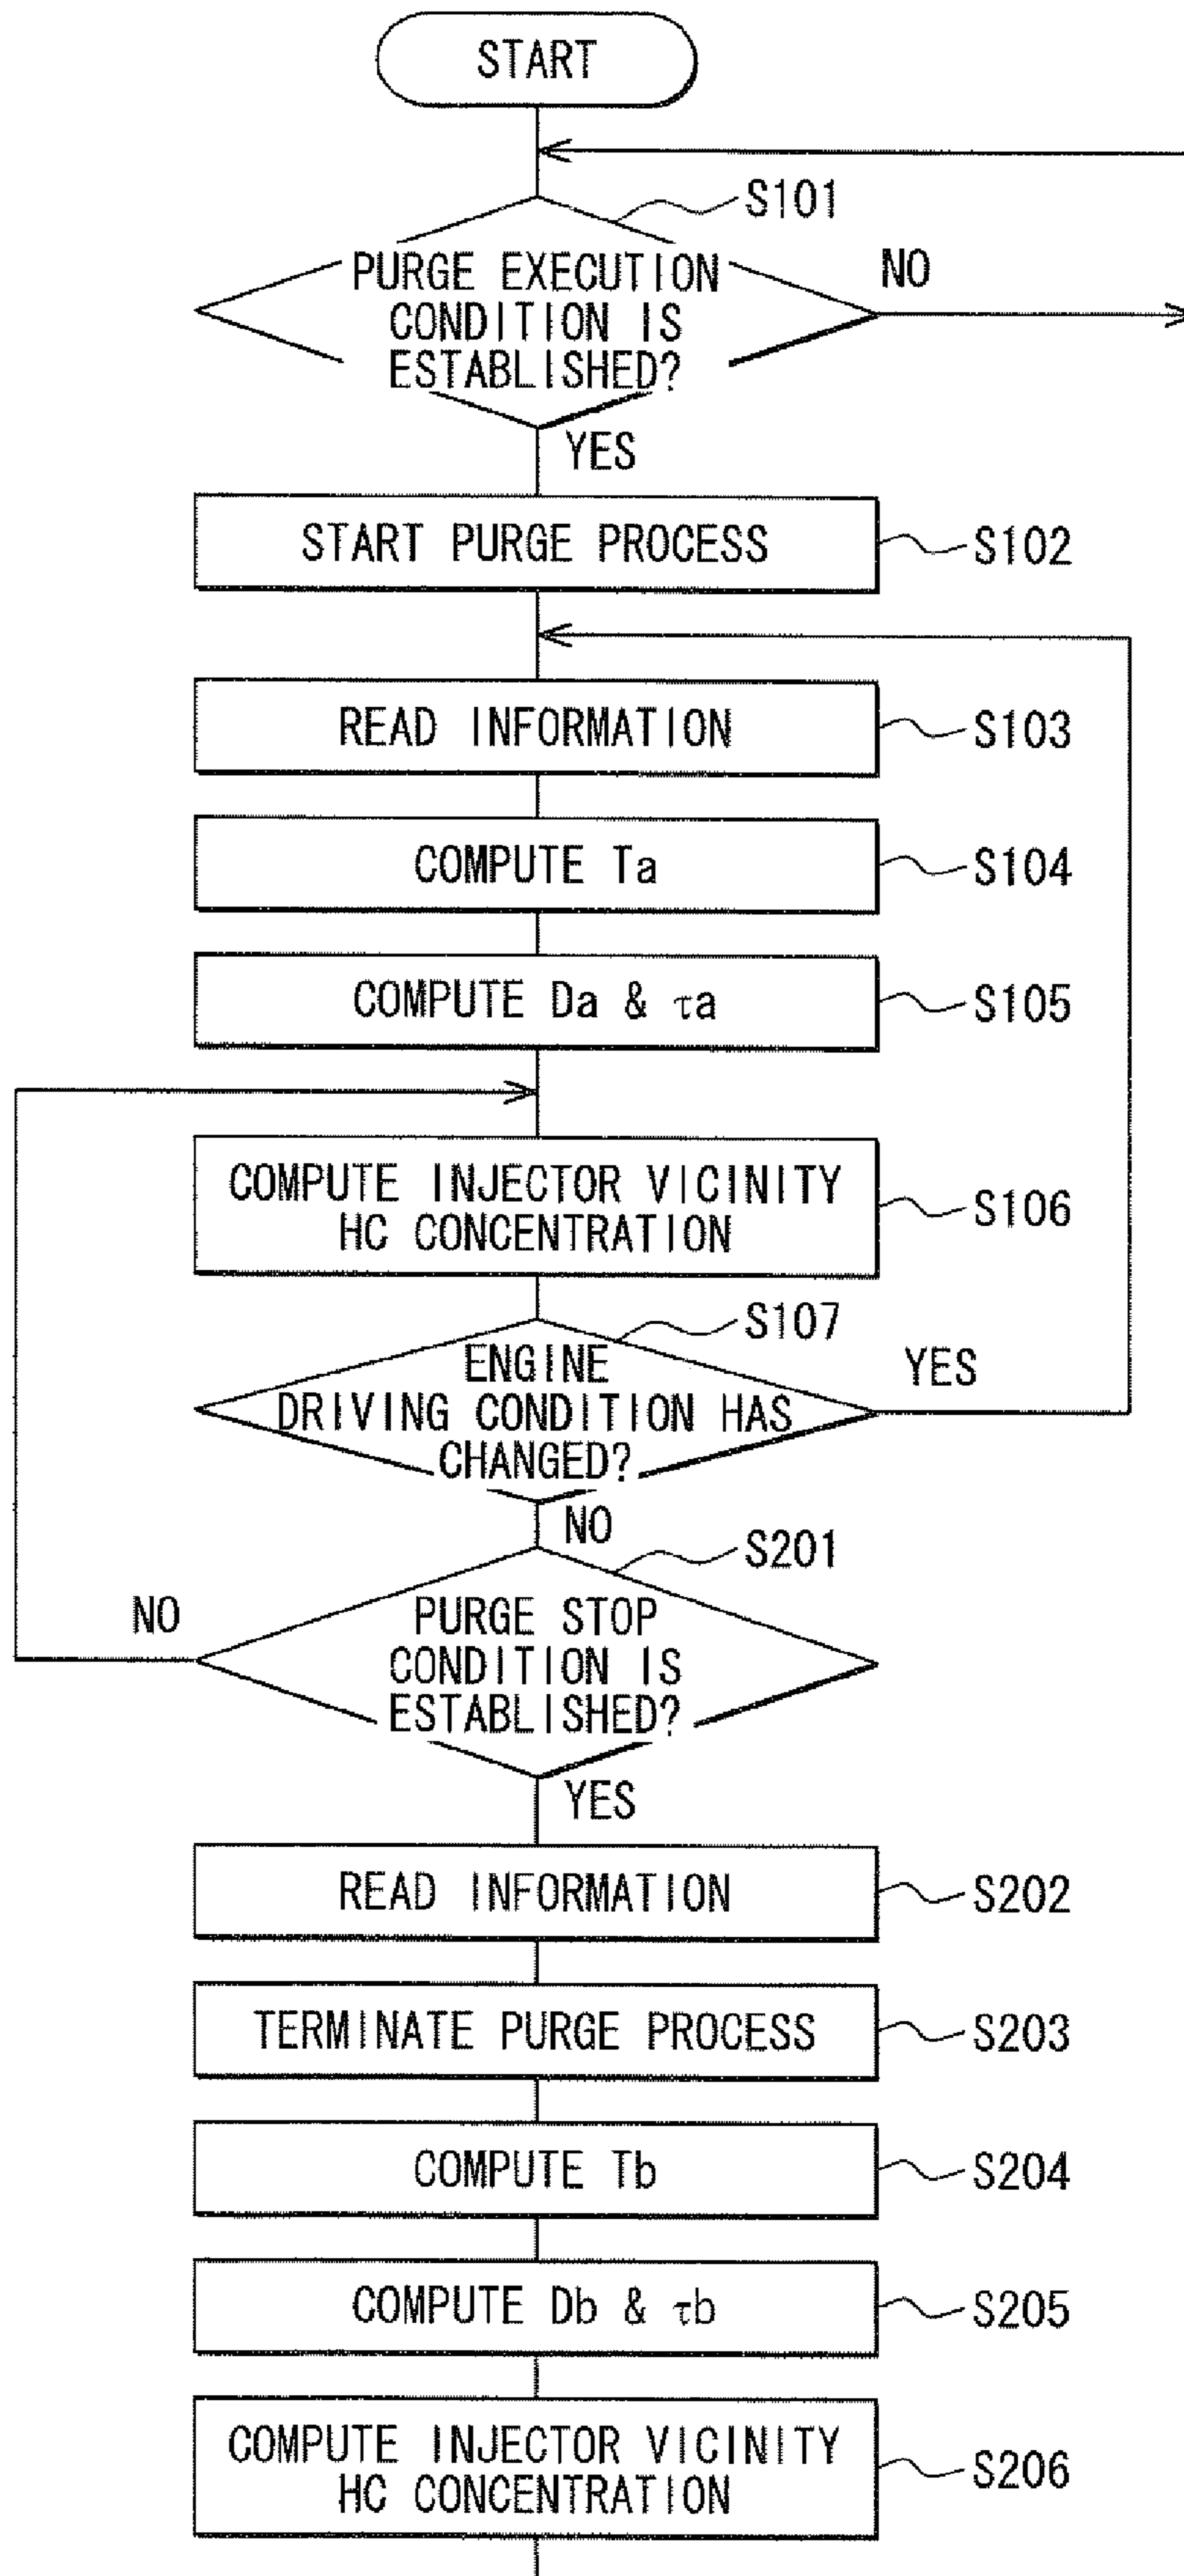 START
S101
PURGE EXECUTION
CONDITION IS
ESTABLISHED?
NO
YES
START PURGE PROCESS
S102
READ INFORMATION
S103
COMPUTE Ta
S104
COMPUTE Da & τa
S105
COMPUTE INJECTOR VICINITY
HC CONCENTRATION
S106
S107
ENGINE
DRIVING CONDITION HAS
CHANGED?
YES
NO
S201
PURGE STOP
CONDITION IS
ESTABLISHED?
NO
YES
READ INFORMATION
S202
TERMINATE PURGE PROCESS
S203
COMPUTE Tb
S204
COMPUTE Db & τb
S205
COMPUTE INJECTOR VICINITY
HC CONCENTRATION
S206